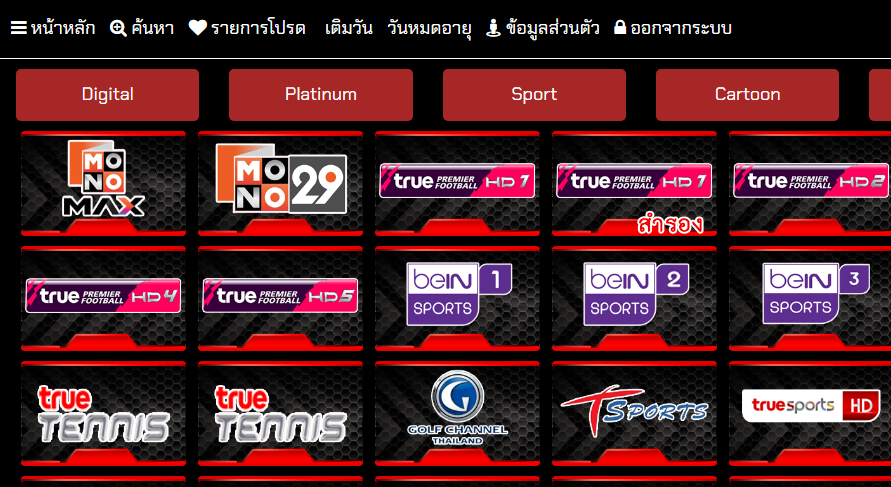 หน้าหลัก ค้นหา รายการโปรด เติมวัน วันหมดอายุ ข้อมูลส่วนตัว ออกจากระบบ
Digital Platinum Sport Cartoon
MONO MAX
MONO 29
true PREMIER FOOTBALL HD 1
true PREMIER FOOTBALL HD 1
สำรอง
true PREMIER FOOTBALL HD 2
true PREMIER FOOTBALL HD 4
true PREMIER FOOTBALL HD 5
beIN SPORTS 1
beIN SPORTS 2
beIN SPORTS 3
true TENNIS
true TENNIS
G
GOLF CHANNEL
THAILAND
T SPORTS
truesports HD